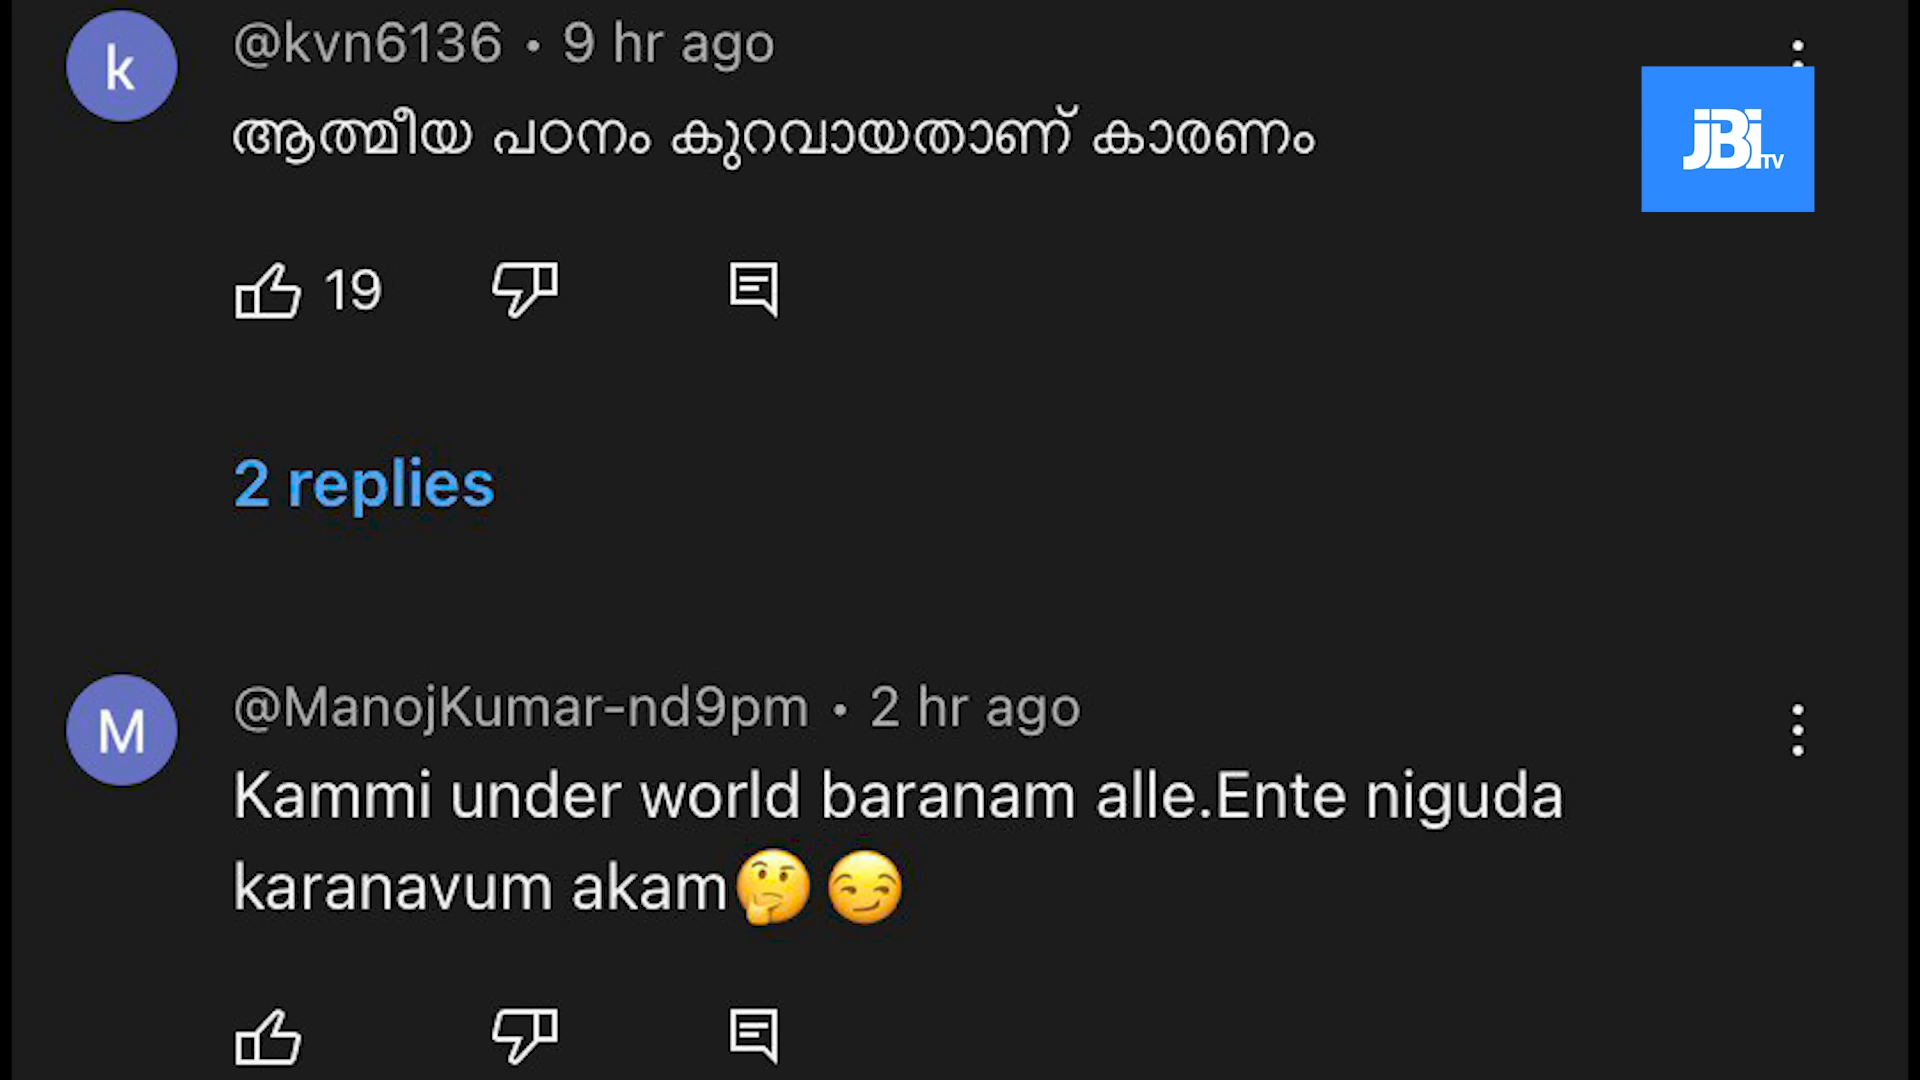 k
@kvn6136 • 9 hr ago
ആത്മീയ പഠനം കുറവായതാണ് കാരണം
JBI TV
19
2 replies
M
@ManojKumar-nd9pm • 2 hr ago
Kammi under world baranam alle.Ente niguda
karanavum akam🤔😏